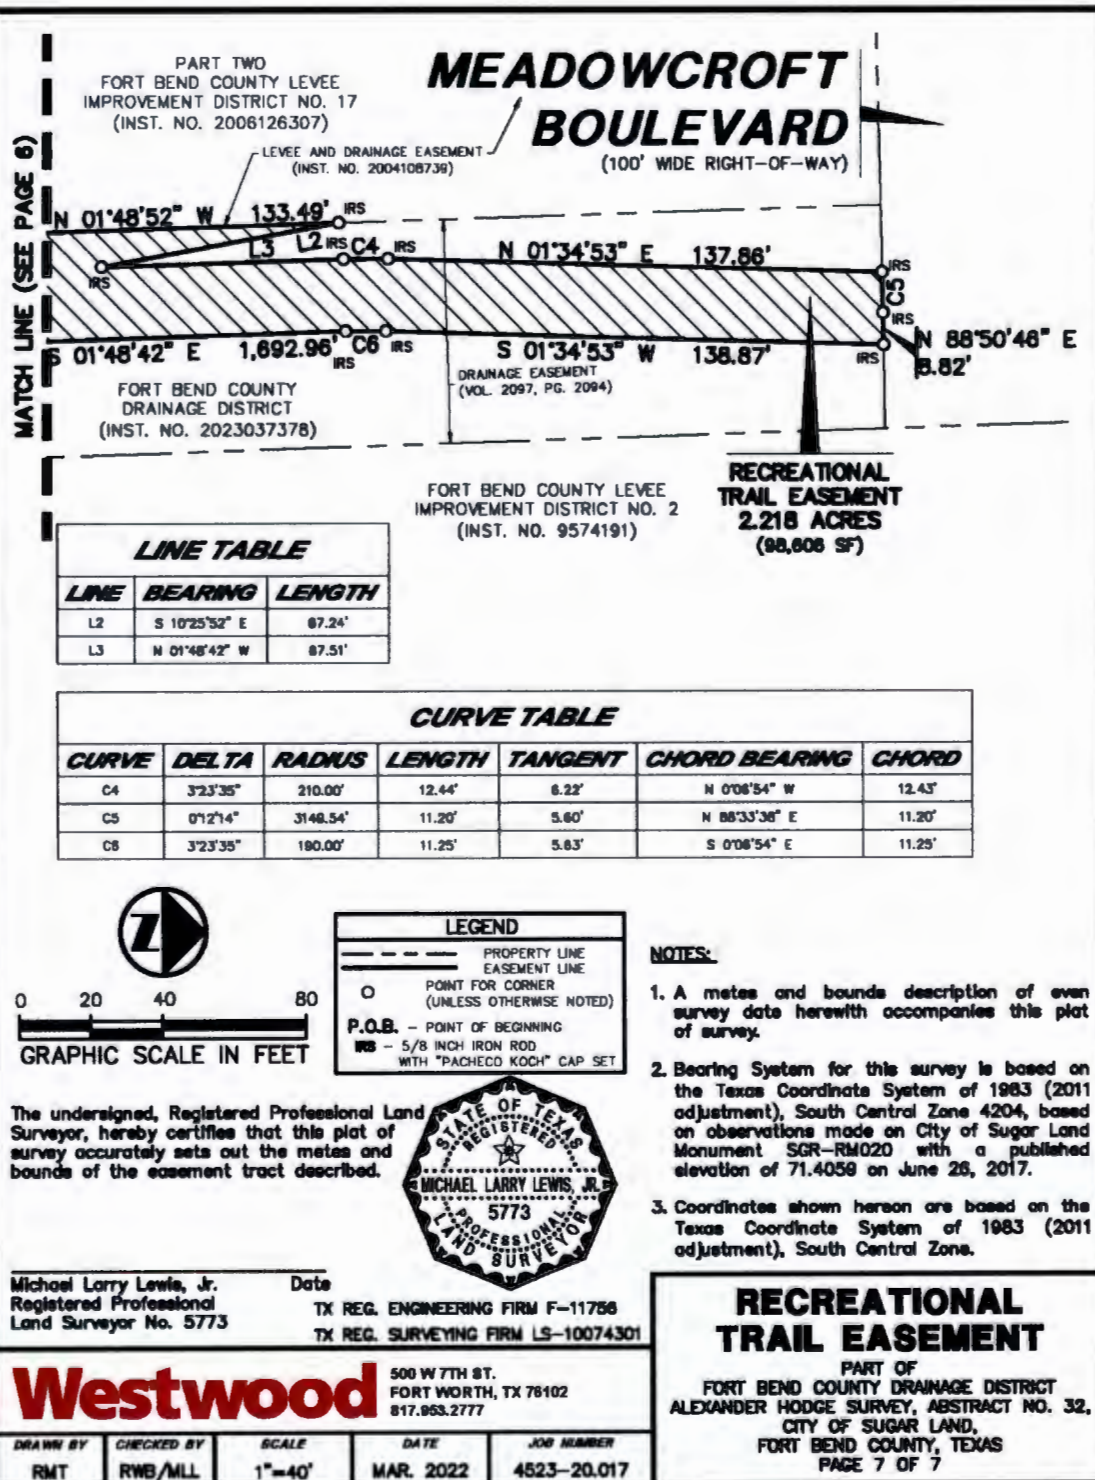 PART TWO
FORT BEND COUNTY LEVEE
IMPROVEMENT DISTRICT NO. 17
(INST. NO. 2006126307)
MEADOWCROFT
BOULEVARD
(100' WIDE RIGHT-OF-WAY)
LEVEE AND DRAINAGE EASEMENT
(INST. NO. 2004108739)
MATCH LINE (SEE PAGE 6)
N 01°48'52" W 133.49' IRS
L3 L2 IRS C4 IRS
N 01°34'53" E 137.86'
IRS
IRS
C5
IRS
N 88°50'46" E
8.82'
S 01°48'42" E 1,692.96' C6 IRS
IRS
S 01°34'53" W 138.87' IRS
DRAINAGE EASEMENT
(VOL. 2097, PG. 2094)
FORT BEND COUNTY
DRAINAGE DISTRICT
(INST. NO. 2023037378)
FORT BEND COUNTY LEVEE
IMPROVEMENT DISTRICT NO. 2
(INST. NO. 9574191)
RECREATIONAL
TRAIL EASEMENT
2.218 ACRES
(SF)
LINE TABLE
LINE BEARING LENGTH
L2 S 10°25'52" E 67.24'
L3 N 01°48'42" W 67.51'
CURVE TABLE
CURVE DELTA RADIUS LENGTH TANGENT CHORD BEARING CHORD
C4 3°23'35" 210.00' 12.44' 6.22' N 0°06'54" W 12.43'
C5 0°12'14" 3149.54' 11.20' 5.60' N 88°33'38" E 11.20'
C6 3°23'35" 190.00' 11.25' 5.63' S 0°06'54" E 11.25'
Z
0 20 40 80
GRAPHIC SCALE IN FEET
LEGEND
PROPERTY LINE
EASEMENT LINE
POINT FOR CORNER
(UNLESS OTHERWISE NOTED)
P.O.B. - POINT OF BEGINNING
IRS - 5/8 INCH IRON ROD
WITH "PACHECO KOCH" CAP SET
NOTES:
1. A metes and bounds description of even
survey date herewith accompanies this plat
of survey.
2. Bearing System for this survey is based on
the Texas Coordinate System of 1983 (2011
adjustment), South Central Zone 4204, based
on observations made on City of Sugar Land
Monument SGR-RM020 with a published
elevation of 71.4059 on June 26, 2017.
3. Coordinates shown hereon are based on the
Texas Coordinate System of 1983 (2011
adjustment), South Central Zone.
The undersigned, Registered Professional Land
Surveyor, hereby certifies that this plat of
survey accurately sets out the metes and
bounds of the easement tract described.
STATE OF TEXAS
REGISTERED
MICHAEL LARRY LEWIS, JR.
5773
PROFESSIONAL
LAND SURVEYOR
Michael Larry Lewis, Jr. Date
Registered Professional
Land Surveyor No. 5773
TX REG. ENGINEERING FIRM F-11756
TX REG. SURVEYING FIRM LS-10074301
Westwood
500 W 7TH ST.
FORT WORTH, TX 76102
817.953.2777
DRAWN BY CHECKED BY SCALE DATE JOB NUMBER
RMT RWB/MLL 1"=40' MAR. 2022 4523-20.017
RECREATIONAL
TRAIL EASEMENT
PART OF
FORT BEND COUNTY DRAINAGE DISTRICT
ALEXANDER HODGE SURVEY, ABSTRACT NO. 32,
CITY OF SUGAR LAND,
FORT BEND COUNTY, TEXAS
PAGE 7 OF 7